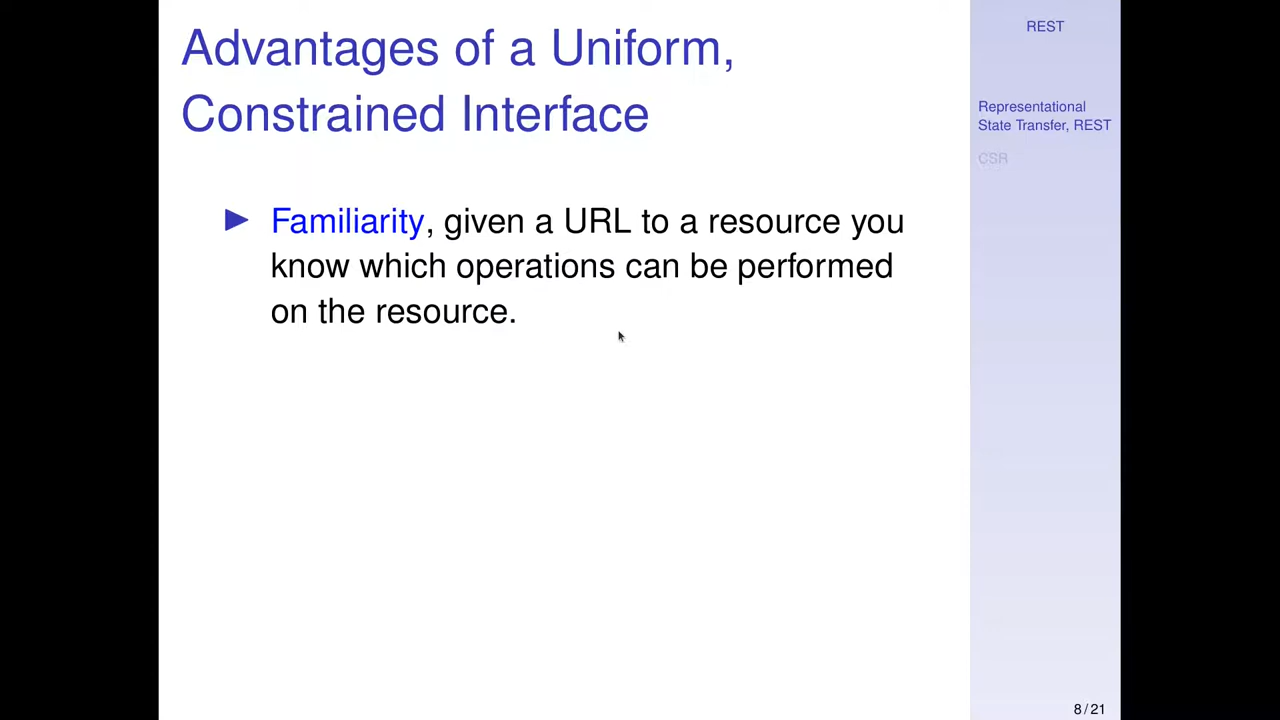 Advantages of a Uniform,
Constrained Interface
Familiarity, given a URL to a resource you
know which operations can be performed
on the resource.
REST
Representational
State Transfer, REST
CSR
8 / 21